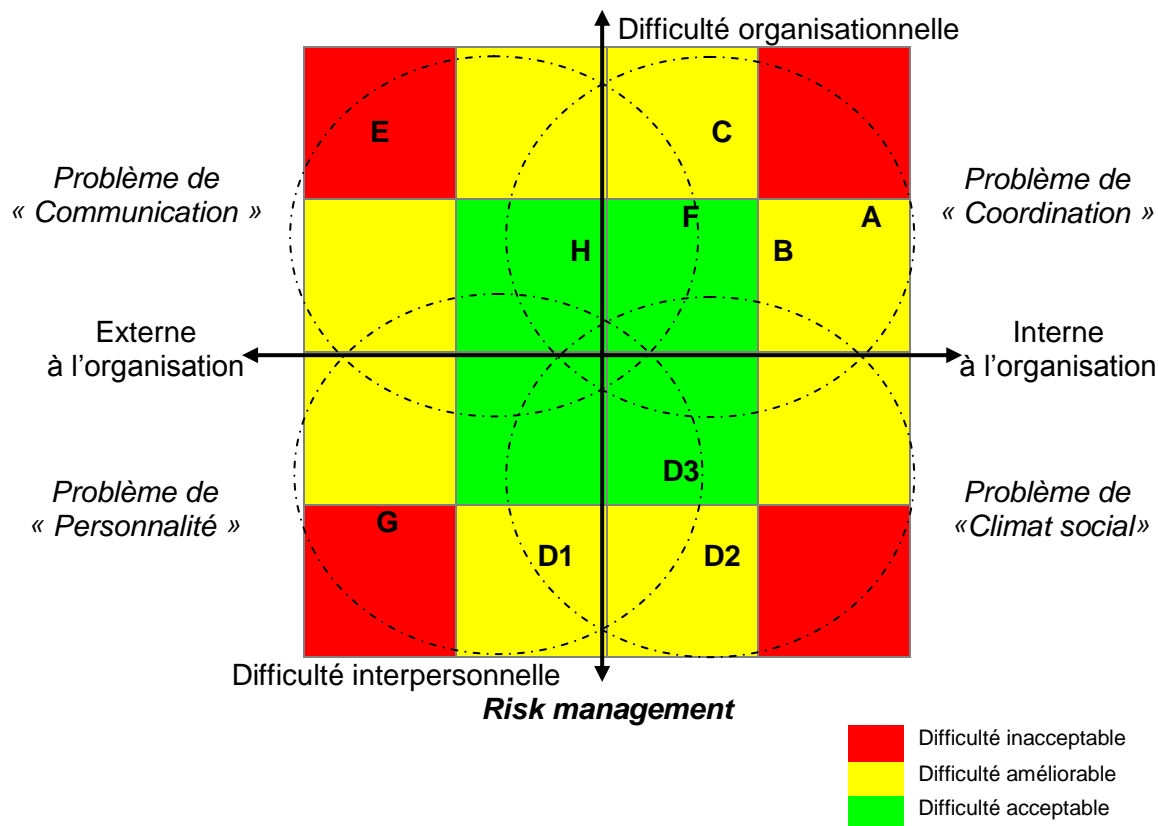 Difficulté organisationnelle
E
C
Problème de
« Communication »
Problème de
« Coordination »
F
A
H
B
Externe
à l’organisation
Interne
à l’organisation
D3
Problème de
« Personnalité »
Problème de
«Climat social»
G
D1
D2
Difficulté interpersonnelle
Risk management
Difficulté inacceptable
Difficulté améliorable
Difficulté acceptable